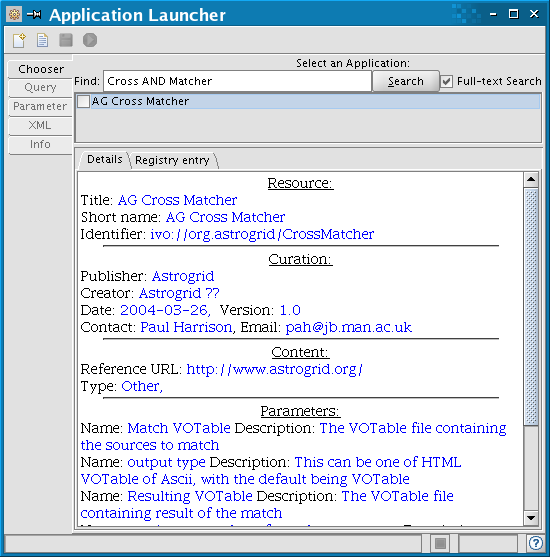 Application Launcher
Select an Application:
Find: Cross AND Matcher Search Full-text Search
AG Cross Matcher
Chooser
Query
Parameter
XML
Info
Details Registry entry
Resource:
Title: AG Cross Matcher
Short name: AG Cross Matcher
Identifier: ivo://org.astrogrid/CrossMatcher
Curation:
Publisher: Astrogrid
Creator: Astrogrid ??
Date: 2004-03-26, Version: 1.0
Contact: Paul Harrison, Email: pah@jb.man.ac.uk
Content:
Reference URL: http://www.astrogrid.org/
Type: Other,
Parameters:
Name: Match VOTable Description: The VOTable file containing
the sources to match
Name: output type Description: This can be one of HTML
VOTable of Ascii, with the default being VOTable
Name: Resulting VOTable Description: The VOTable file
containing result of the match